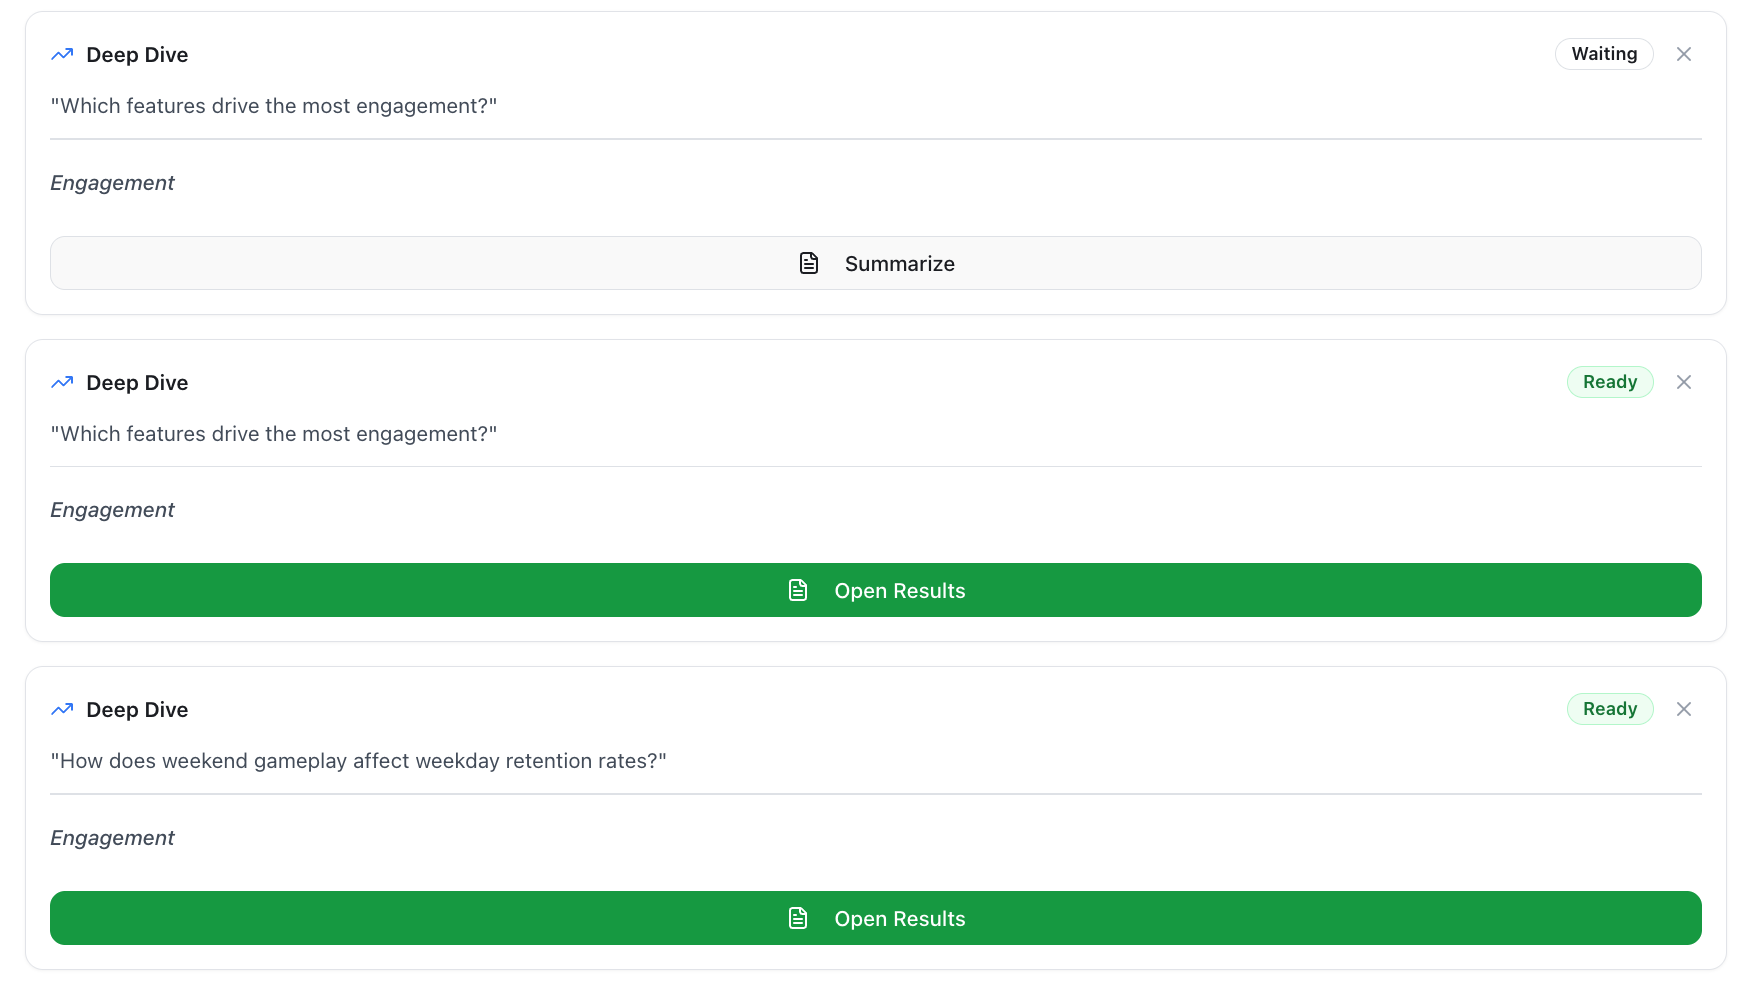 Deep Dive
Waiting
"Which features drive the most engagement?"
Engagement
Summarize
Deep Dive
Ready
"Which features drive the most engagement?"
Engagement
Open Results
Deep Dive
Ready
"How does weekend gameplay affect weekday retention rates?"
Engagement
Open Results